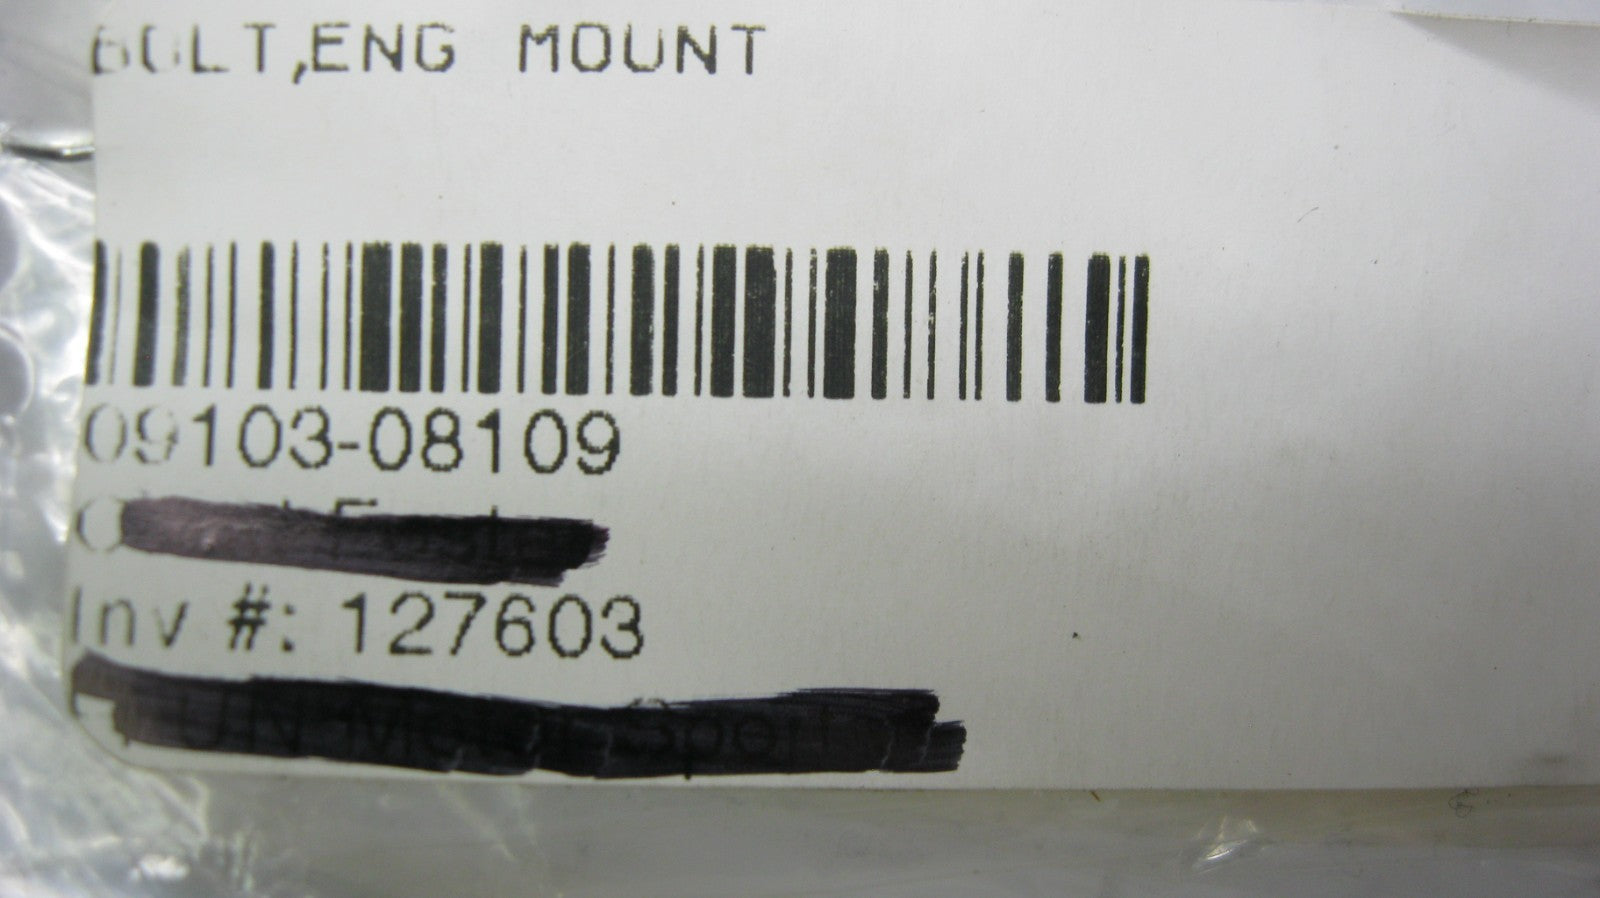 BOLT,ENG MOUNT
09103-08109
Inv #: 127603